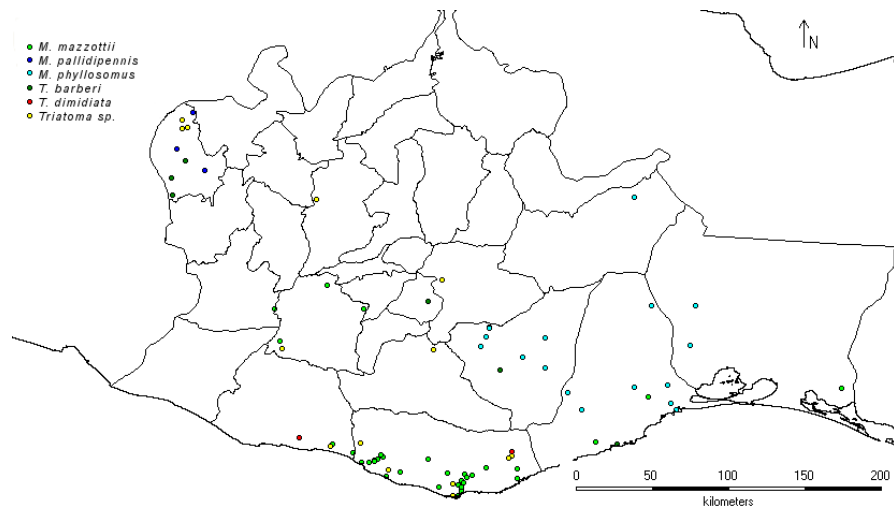 N
M. mazzottii
M. pallidipennis
M. phyllosomus
T. barberi
T. dimidiata
Triatoma sp.
0 50 100 150 200
kilometers